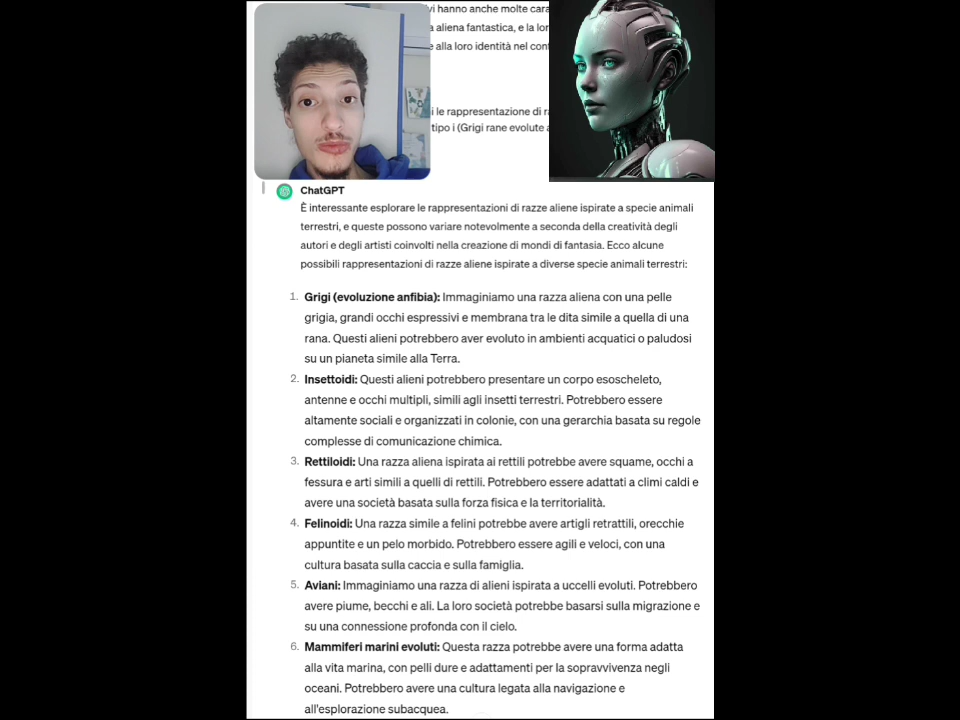 vi hanno anche molte cara
a aliena fantastica, e la lor
e alla loro identità nel con
i le rappresentazione di r
tipo i (Grigi rane evolute a
ChatGPT
È interessante esplorare le rappresentazioni di razze aliene ispirate a specie animali
terrestri, e queste possono variare notevolmente a seconda della creatività degli
autori e degli artisti coinvolti nella creazione di mondi di fantasia. Ecco alcune
possibili rappresentazioni di razze aliene ispirate a diverse specie animali terrestri:
1. Grigi (evoluzione anfibia): Immaginiamo una razza aliena con una pelle
grigia, grandi occhi espressivi e membrana tra le dita simile a quella di una
rana. Questi alieni potrebbero aver evoluto in ambienti acquatici o paludosi
su un pianeta simile alla Terra.
2. Insettoidi: Questi alieni potrebbero presentare un corpo esoscheleto,
antenne e occhi multipli, simili agli insetti terrestri. Potrebbero essere
altamente sociali e organizzati in colonie, con una gerarchia basata su regole
complesse di comunicazione chimica.
3. Rettiloidi: Una razza aliena ispirata ai rettili potrebbe avere squame, occhi a
fessura e arti simili a quelli di rettili. Potrebbero essere adattati a climi caldi e
avere una società basata sulla forza fisica e la territorialità.
4. Felinoidi: Una razza simile a felini potrebbe avere artigli retrattili, orecchie
appuntite e un pelo morbido. Potrebbero essere agili e veloci, con una
cultura basata sulla caccia e sulla famiglia.
5. Aviani: Immaginiamo una razza di alieni ispirata a uccelli evoluti. Potrebbero
avere piume, becchi e ali. La loro società potrebbe basarsi sulla migrazione e
su una connessione profonda con il cielo.
6. Mammiferi marini evoluti: Questa razza potrebbe avere una forma adatta
alla vita marina, con pelli dure e adattamenti per la sopravvivenza negli
oceani. Potrebbero avere una cultura legata alla navigazione e
all'esplorazione subacquea.